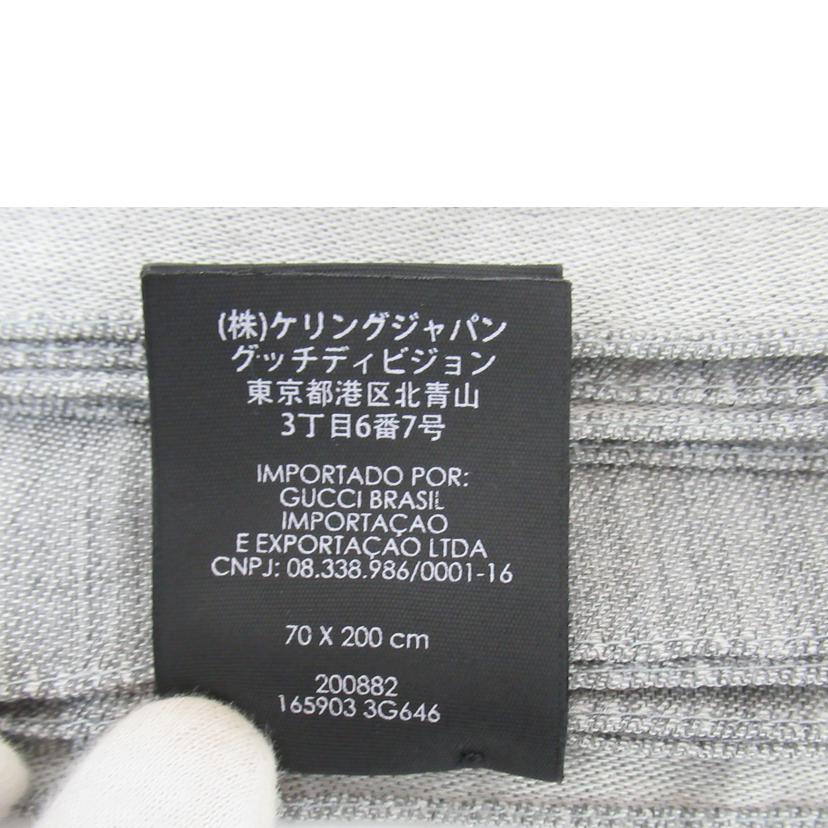 (株)ケリングジャパン
グッチディビジョン
東京都港区北青山
3丁目6番7号
IMPORTADO POR:
GUCCI BRASIL
IMPORTAÇAO
E EXPORTAÇAO LTDA
CNPJ: 08.338.986/0001-16
70 X 200 cm
200882
165903 3G646